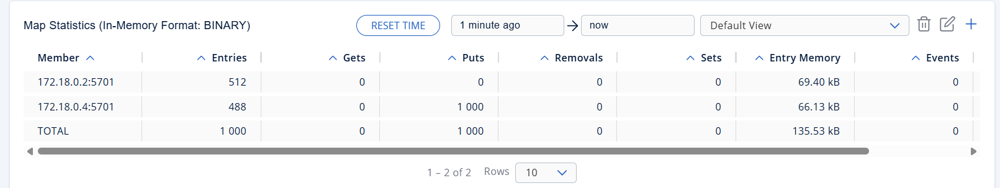 Map Statistics (In-Memory Format: BINARY) RESET TIME 1 minute ago now Default View
Member Entries Gets Puts Removals Sets Entry Memory Events
172.18.0.2:5701 512 0 0 0 0 69.40 kB 0
172.18.0.4:5701 488 0 1 000 0 0 66.13 kB 0
TOTAL 1 000 0 1 000 0 0 135.53 kB 0
1 – 2 of 2 Rows 10